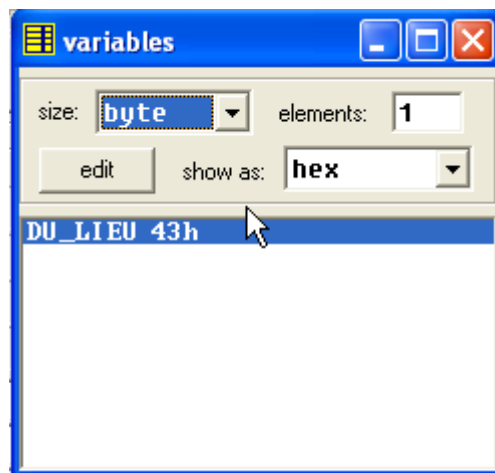 variables
size: byte elements: 1
edit show as: hex
DU_LIEU 43h